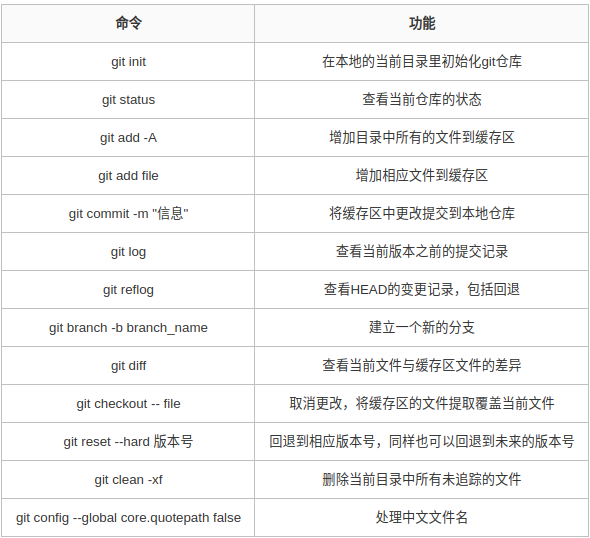 命令 功能
git init 在本地的当前目录里初始化git仓库
git status 查看当前仓库的状态
git add -A 增加目录中所有的文件到缓存区
git add file 增加相应文件到缓存区
git commit -m "信息" 将缓存区中更改提交到本地仓库
git log 查看当前版本之前的提交记录
git reflog 查看HEAD的变更记录，包括回退
git branch -b branch_name 建立一个新的分支
git diff 查看当前文件与缓存区文件的差异
git checkout -- file 取消更改，将缓存区的文件提取覆盖当前文件
git reset --hard 版本号 回退到相应版本号，同样也可以回退到未来的版本号
git clean -xf 删除当前目录中所有未追踪的文件
git config --global core.quotepath false 处理中文文件名